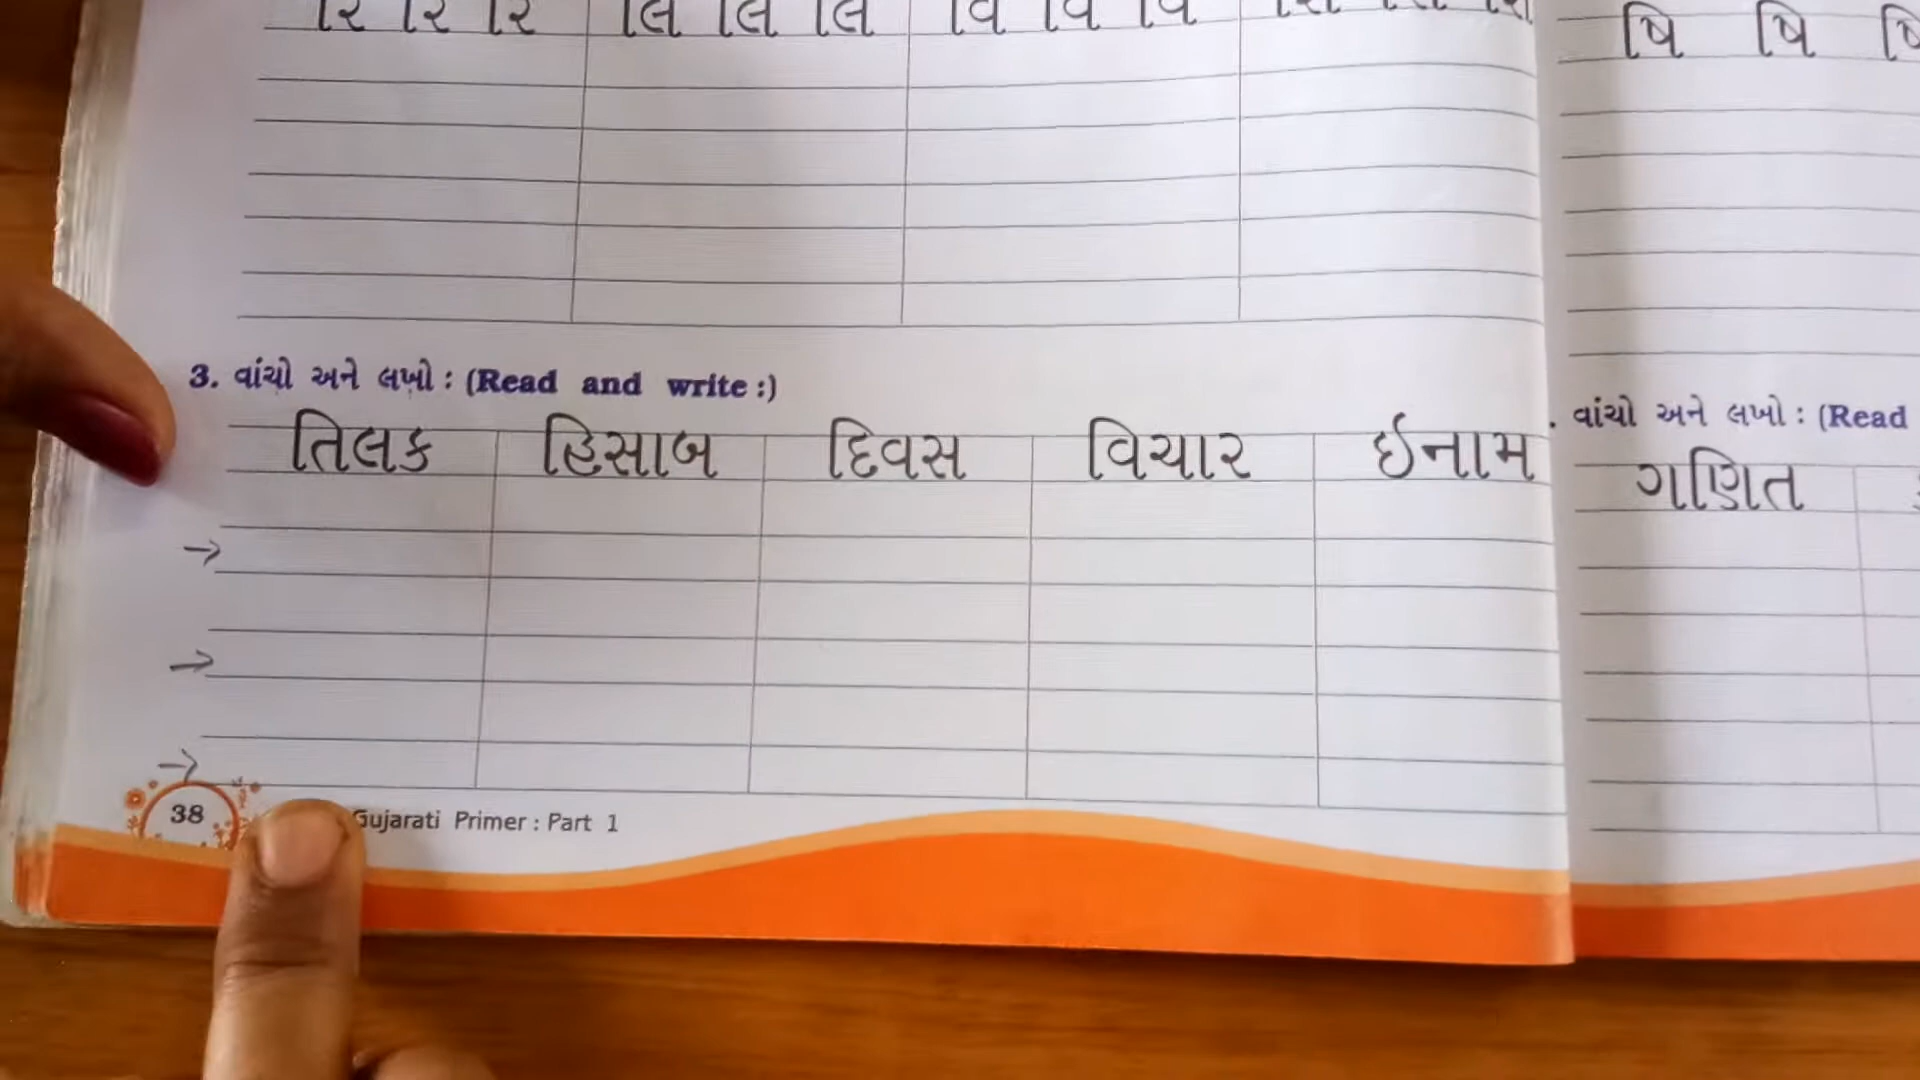 રિ રિ રિ લિ લિ લિ વિ વિ વિ
3. વાંચો અને લખો : (Read and write :)
તિલક હિસાબ દિવસ વિચાર ઈનામ
38 Gujarati Primer : Part 1
ષિ ષિ
વાંચો અને લખો : (Read
ગણિત